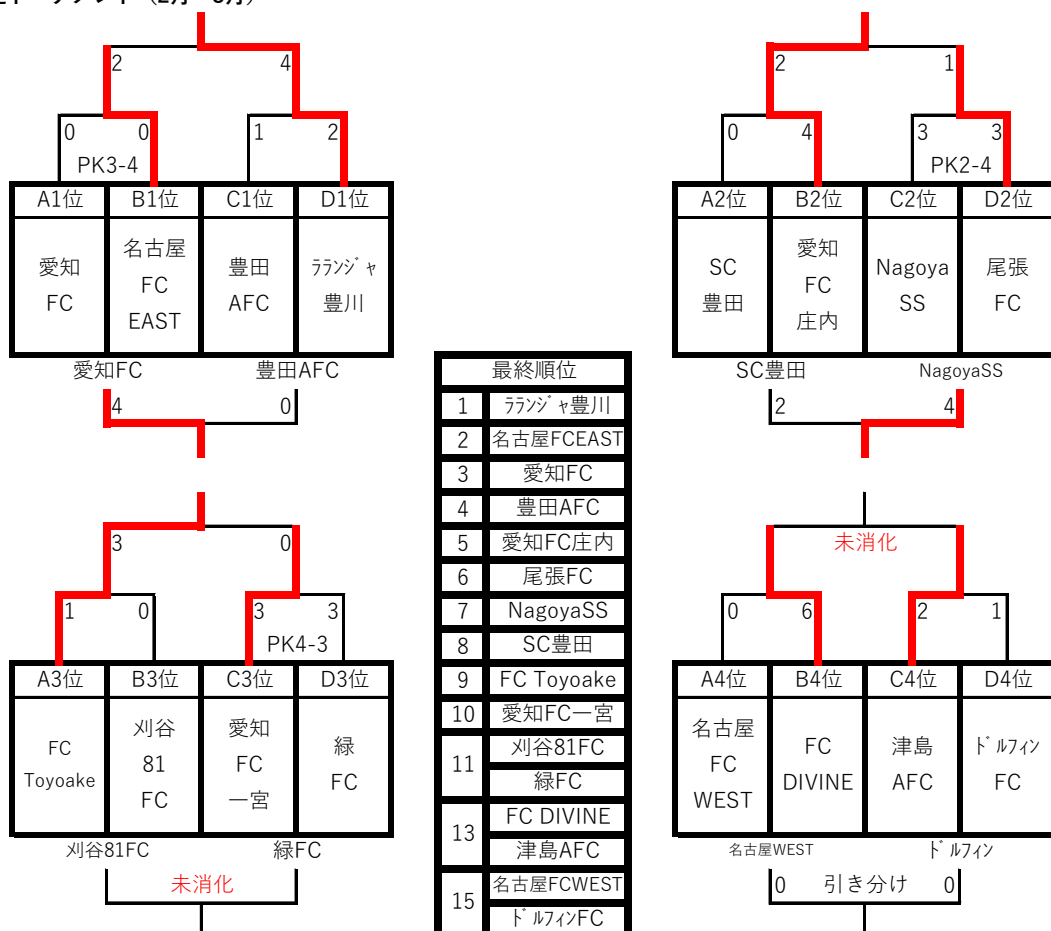 2 4
0 0 1 2
PK3-4
A1位 B1位 C1位 D1位
愛知
FC
名古屋
FC
EAST
豊田
AFC
ﾗﾗﾝｼﾞｬ
豊川
愛知FC 豊田AFC
4 0
2 1
0 4 3 3
PK2-4
A2位 B2位 C2位 D2位
SC
豊田
愛知
FC
庄内
Nagoya
SS
尾張
FC
SC豊田 NagoyaSS
2 4
最終順位
1 ﾗﾗﾝｼﾞｬ豊川
2 名古屋FCEAST
3 愛知FC
4 豊田AFC
5 愛知FC庄内
6 尾張FC
7 NagoyaSS
8 SC豊田
9 FC Toyoake
10 愛知FC一宮
11 刈谷81FC
緑FC
13 FC DIVINE
津島AFC
15 名古屋FCWEST
ﾄﾞﾙﾌｨﾝFC
3 0
1 0 3 3
PK4-3
A3位 B3位 C3位 D3位
FC
Toyoake
刈谷
81
FC
愛知
FC
一宮
緑
FC
刈谷81FC 緑FC
未消化
未消化
0 6 2 1
A4位 B4位 C4位 D4位
名古屋
FC
WEST
FC
DIVINE
津島
AFC
ﾄﾞﾙﾌｨﾝ
FC
名古屋WEST ﾄﾞﾙﾌｨﾝ
0 引き分け 0